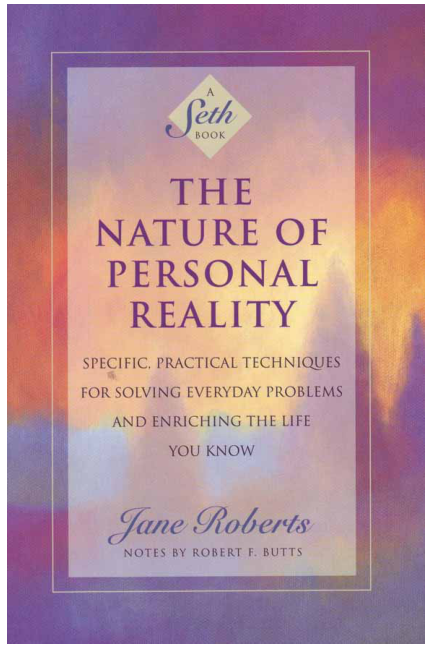 A
Seth
BOOK
THE
NATURE OF
PERSONAL
REALITY
SPECIFIC, PRACTICAL TECHNIQUES
FOR SOLVING EVERYDAY PROBLEMS
AND ENRICHING THE LIFE
YOU KNOW
Jane Roberts
NOTES BY ROBERT F. BUTTS